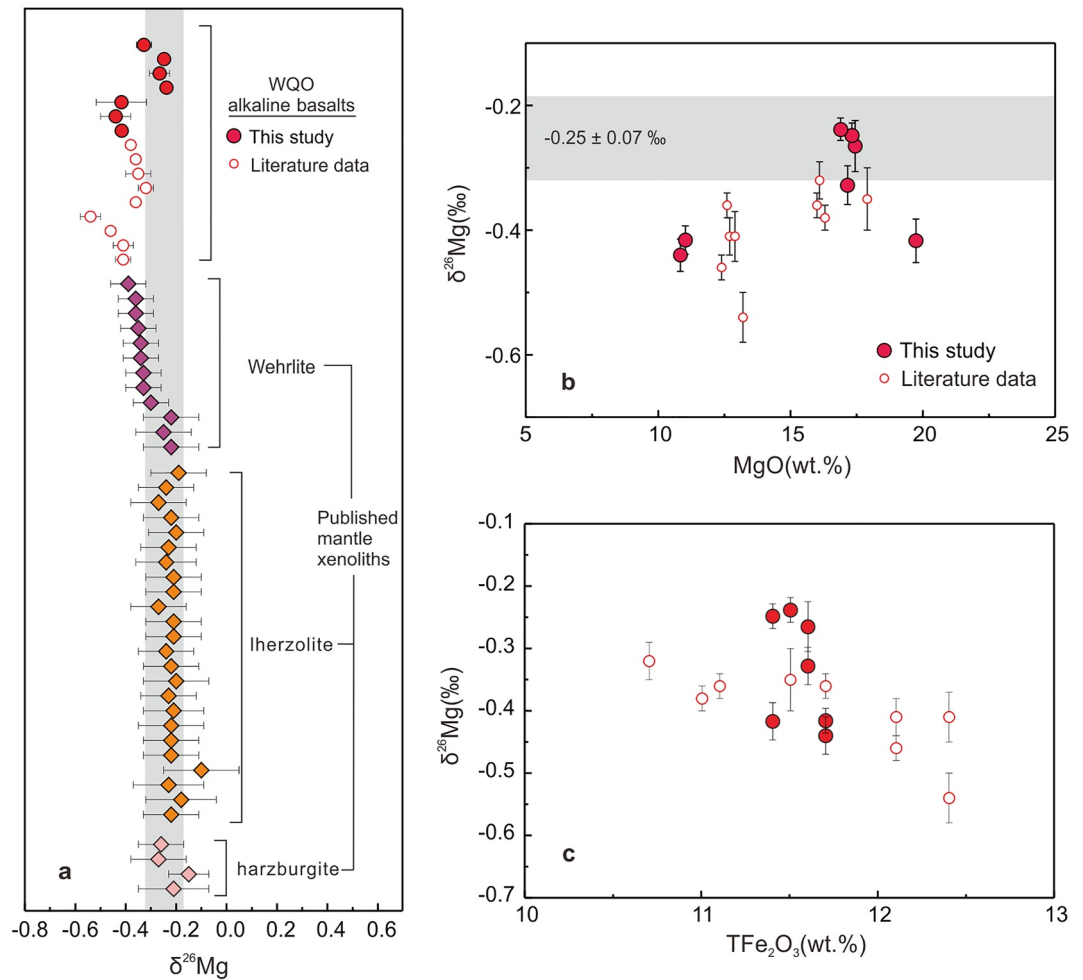 WQO
alkaline basalts
This study
Literature data
Wehrlite
Published
mantle
xenoliths
lherzolite
harzburgite
a
-0.8 -0.6 -0.4 -0.2 0.0 0.2 0.4 0.6
δ²⁶Mg
-0.2
-0.4
-0.6
δ²⁶Mg(‰)
-0.25 ± 0.07 ‰
This study
Literature data
b
5 10 15 20 25
MgO(wt.%)
-0.1
-0.2
-0.3
-0.4
-0.5
-0.6
-0.7
δ²⁶Mg(‰)
c
10 11 12 13
TFe₂O₃(wt.%)